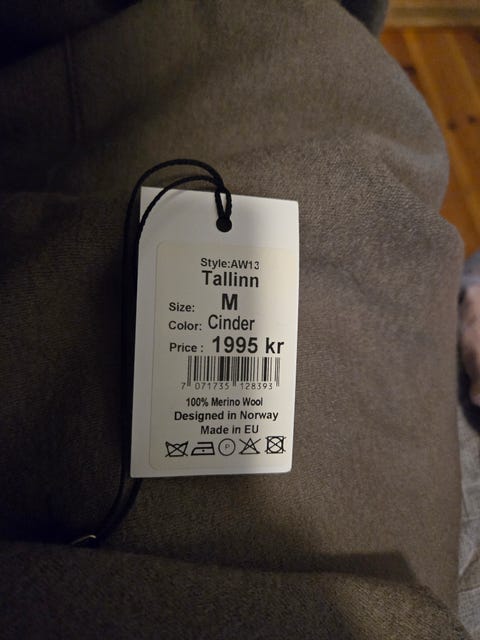 Style:AW13
Tallinn
Size: M
Color: Cinder
Price : 1995 kr
7 071735 128393
100% Merino Wool
Designed in Norway
Made in EU
P